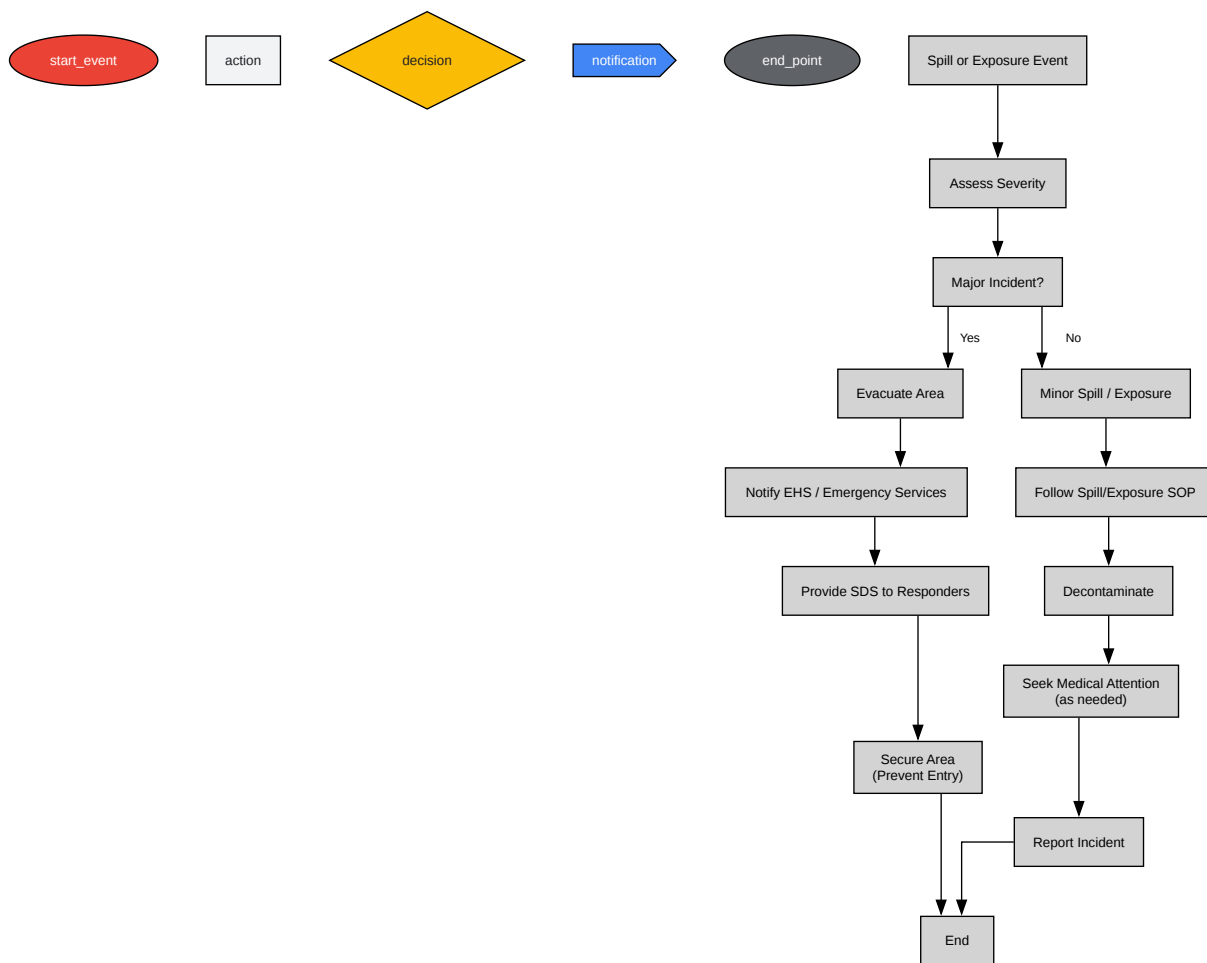 start_event
action
decision
notification
end_point
Spill or Exposure Event
Assess Severity
Major Incident?
Yes
No
Evacuate Area
Minor Spill / Exposure
Notify EHS / Emergency Services
Follow Spill/Exposure SOP
Provide SDS to Responders
Decontaminate
Seek Medical Attention
(as needed)
Secure Area
(Prevent Entry)
Report Incident
End